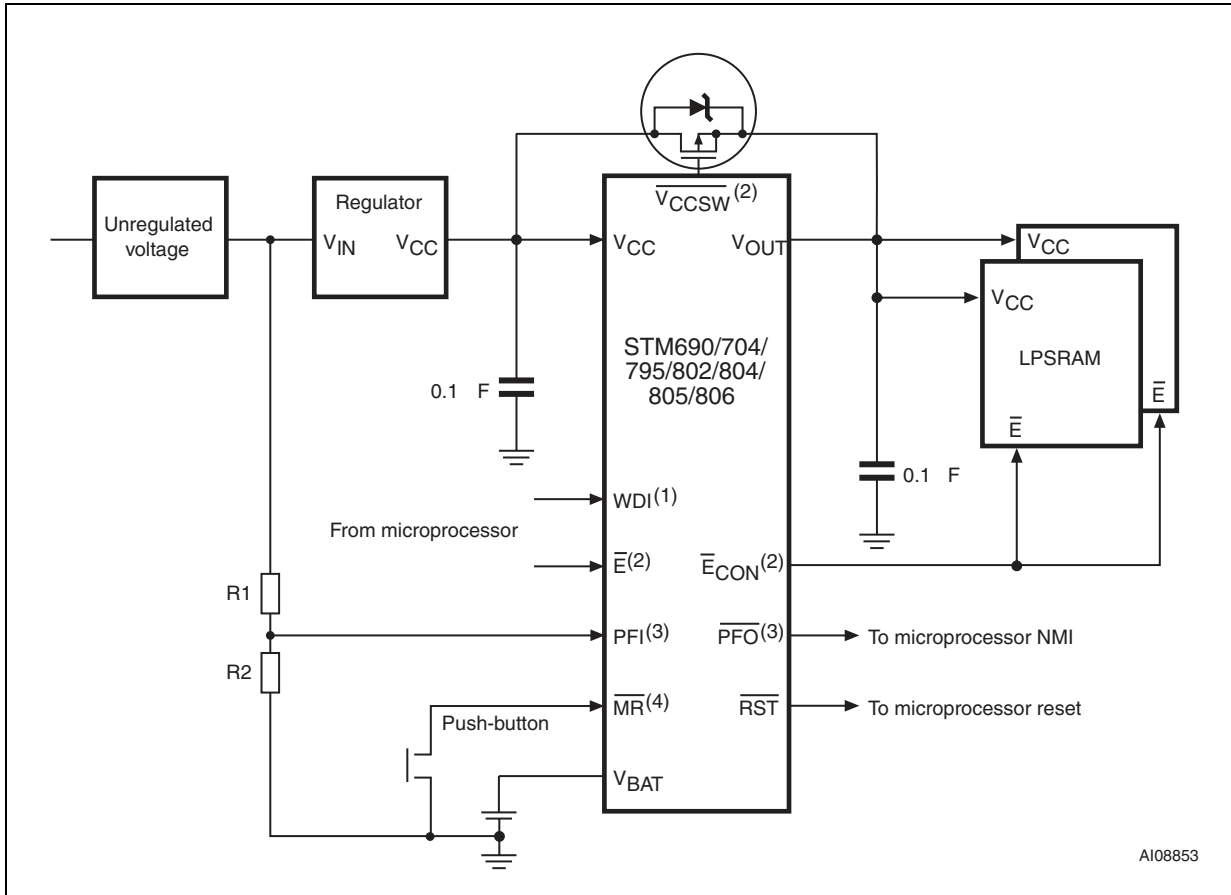 V̅C̅C̅S̅W̅(2)
Unregulated
voltage
Regulator
VIN
VCC
VCC
VOUT
VCC
VCC
LPSRAM
E̅
E̅
STM690/704/
795/802/804/
805/806
0.1 F
0.1 F
WDI(1)
From microprocessor
E̅(2)
E̅CON(2)
R1
PFI(3)
P̅F̅O̅(3)
To microprocessor NMI
R2
M̅R̅(4)
R̅S̅T̅
To microprocessor reset
Push-button
VBAT
AI08853